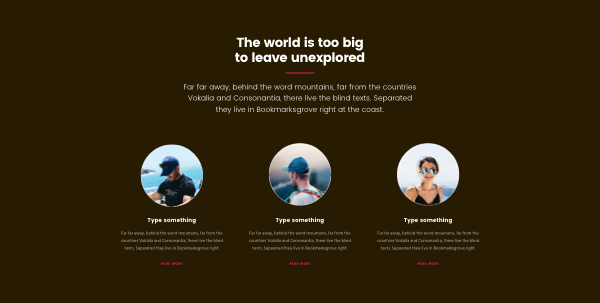 The world is too big
to leave unexplored
Far far away, behind the word mountains, far from the countries
Vokalia and Consonantia, there live the blind texts. Separated
they live in Bookmarksgrove right at the coast.
Type something
Far far away, behind the word mountains, far from the
countries Vokalia and Consonantia, there live the blind
texts. Separated they live in Bookmarksgrove right.
READ MORE
Type something
Far far away, behind the word mountains, far from the
countries Vokalia and Consonantia, there live the blind
texts. Separated they live in Bookmarksgrove right.
READ MORE
Type something
Far far away, behind the word mountains, far from the
countries Vokalia and Consonantia, there live the blind
texts. Separated they live in Bookmarksgrove right.
READ MORE